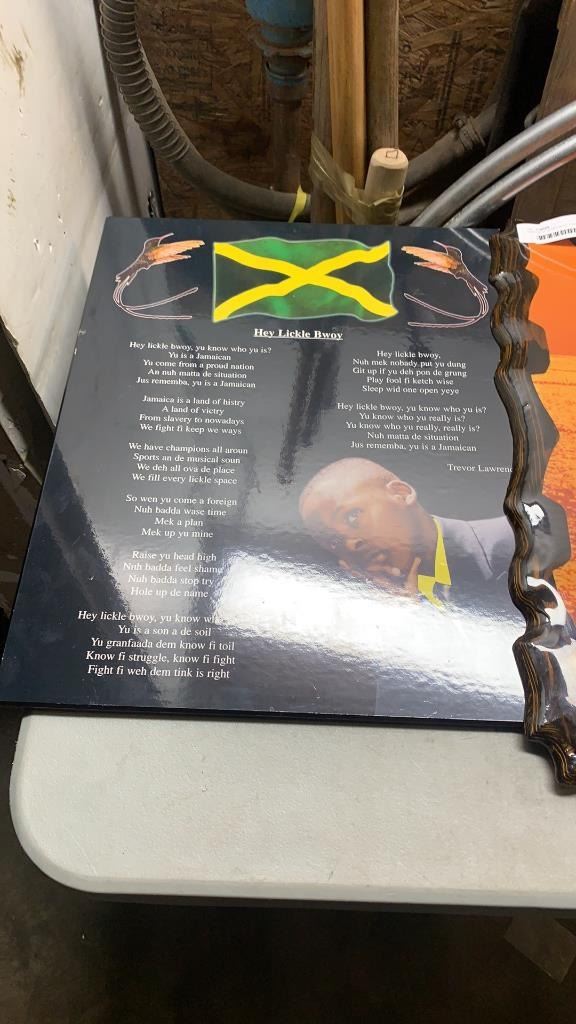 Hey Lickle Bwoy
Hey lickle bwoy, yu know who yu is?
Yu is a Jamaican
Yu come from a proud nation
An nuh matta de situation
Jus rememba, yu is a Jamaican
Jamaica is a land of histry
A land of victry
From slavery to nowadays
We fight fi keep we ways
We have champions all aroun
Sports an de musical soun
We deh all ova de place
We fill every lickle space
So wen yu come a foreign
Nuh badda wase time
Mek a plan
Mek up yu mine
Raise yu head high
Nuh badda feel shame
Nuh badda stop try
Hole up de name
Hey lickle bwoy, yu know
Yu is a son a de soil
Yu granfaada dem know fi toil
Know fi struggle, know fi fight
Fight fi weh dem tink is right
Hey lickle bwoy,
Nuh mek nobady put yu dung
Git up if yu deh pon de grung
Play fool fi ketch wise
Sleep wid one open yeye
Hey lickle bwoy, yu know who yu is?
Yu know who yu really is?
Yu know who yu really, really is?
Nuh matta de situation
Jus rememba, yu is a Jamaican
Trevor Lawrenc